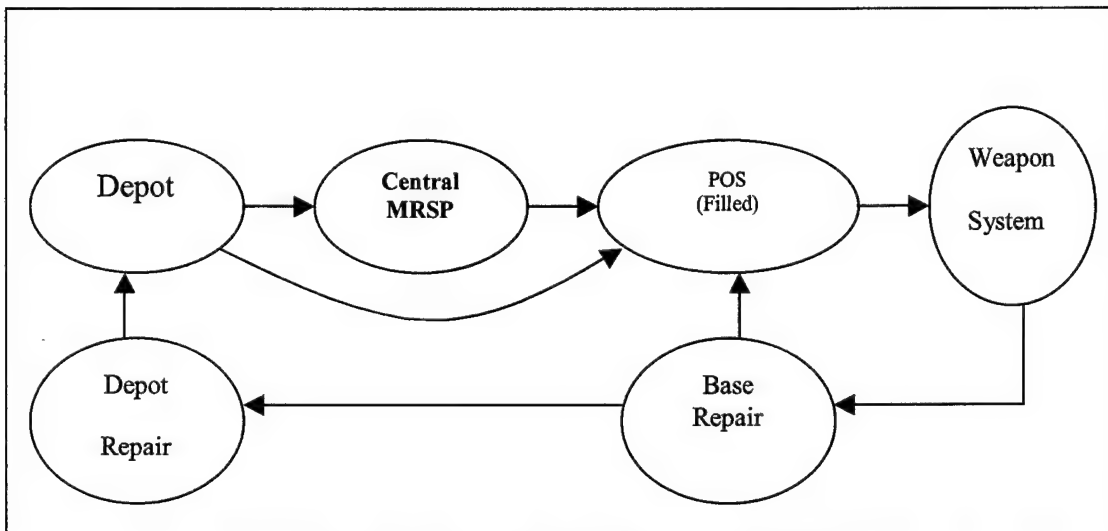 Depot
Central
MRSP
POS
(Filled)
Weapon
System
Depot
Repair
Base
Repair